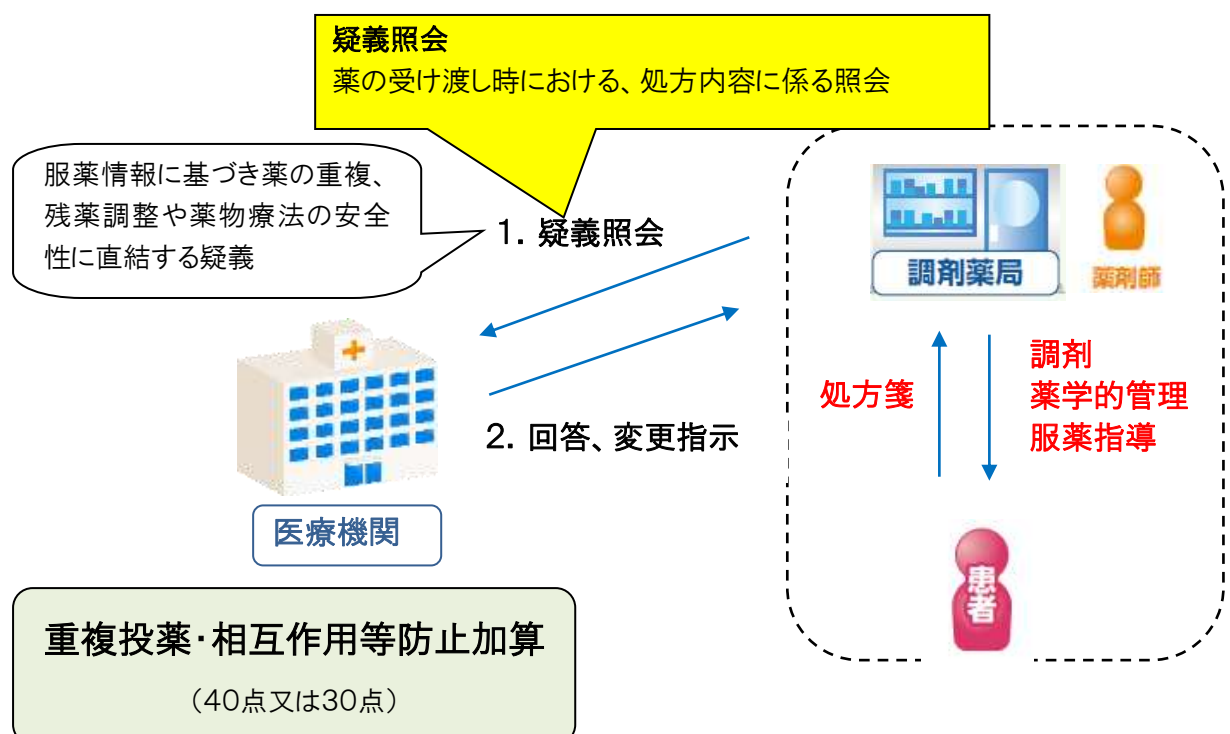 疑義照会
薬の受け渡し時における、処方内容に係る照会
服薬情報に基づき薬の重複、
残薬調整や薬物療法の安全
性に直結する疑義
1. 疑義照会
2. 回答、変更指示
医療機関
調剤薬局
薬剤師
処方箋
調剤
薬学的管理
服薬指導
患者
重複投薬・相互作用等防止加算
（40点又は30点）